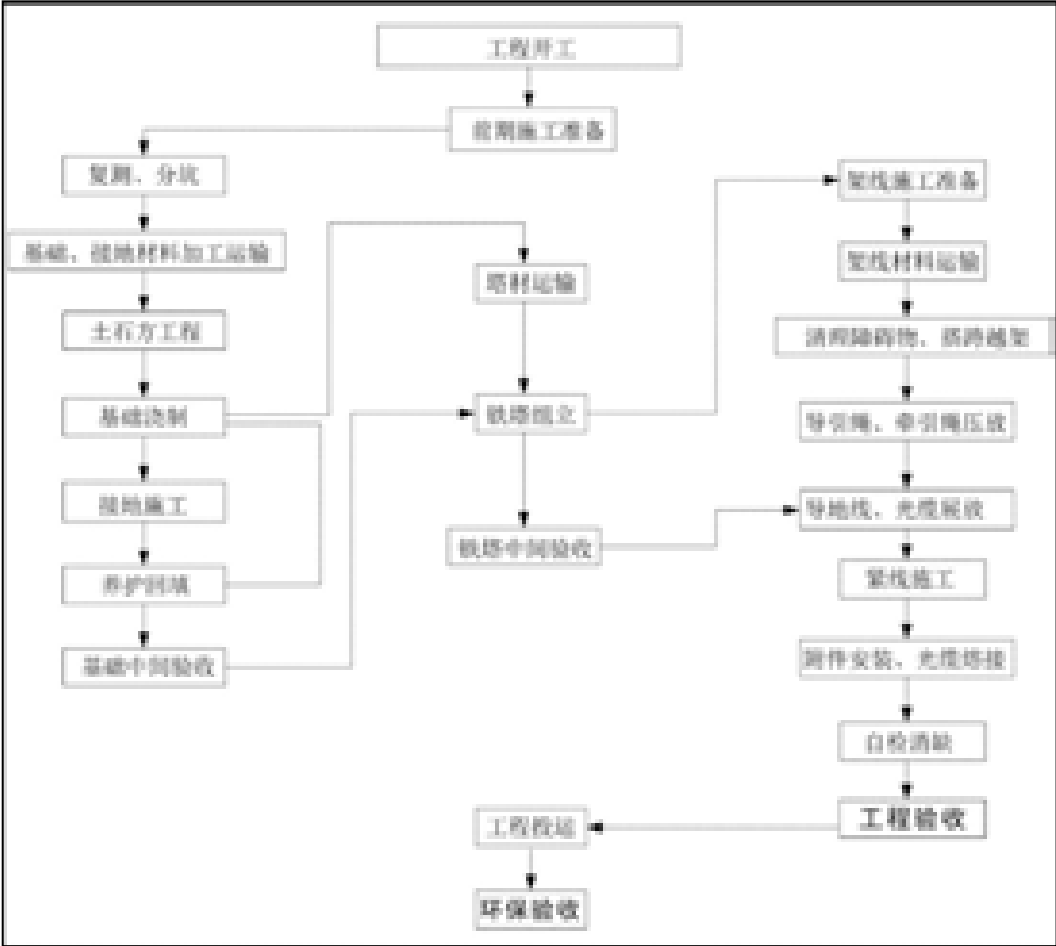 工程开工
前期施工准备
复测、分坑
基础、接地材料加工运输
土石方工程
基础浇制
接地施工
养护回填
基础中间验收
塔材运输
铁塔组立
铁塔中间验收
架线施工准备
架线材料运输
清理障碍物、搭跨越架
导引绳、牵引绳压放
导地线、光缆展放
紧线施工
附件安装、光缆熔接
自检消缺
工程验收
工程投运
环保验收